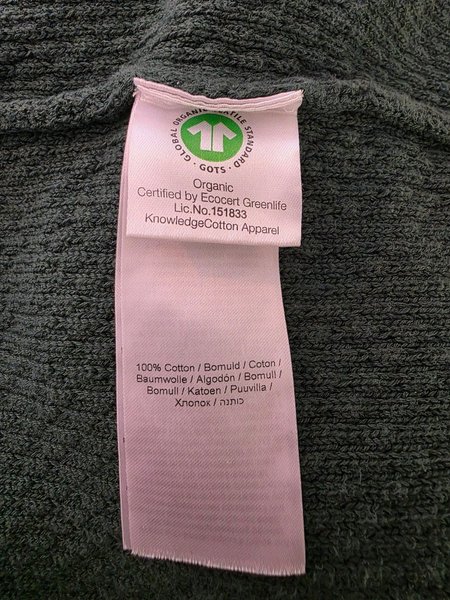 GLOBAL ORGANIC TEXTILE STANDARD · GOTS ·
Organic
Certified by Ecocert Greenlife
Lic.No.151833
KnowledgeCotton Apparel
100% Cotton / Bomuld / Coton /
Baumwolle / Algodón / Bomull /
Bomull / Katoen / Puuvilla /
Хлопок / כותנה